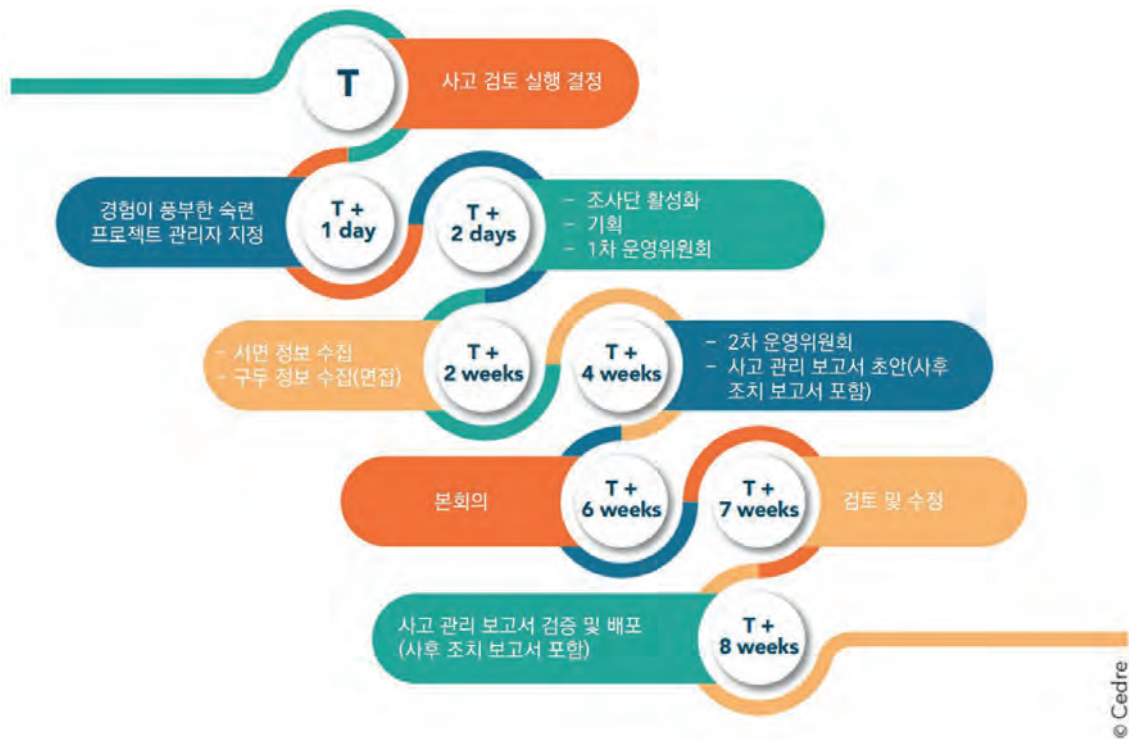 T
사고 검토 실행 결정
경험이 풍부한 숙련
프로젝트 관리자 지정
T +
1 day
T +
2 days
- 조사단 활성화
- 기획
- 1차 운영위원회
- 서면 정보 수집
- 구두 정보 수집(면접)
T +
2 weeks
T +
4 weeks
- 2차 운영위원회
- 사고 관리 보고서 초안(사후
조치 보고서 포함)
본회의
T +
6 weeks
T +
7 weeks
검토 및 수정
사고 관리 보고서 검증 및 배포
(사후 조치 보고서 포함)
T +
8 weeks
© Cedre